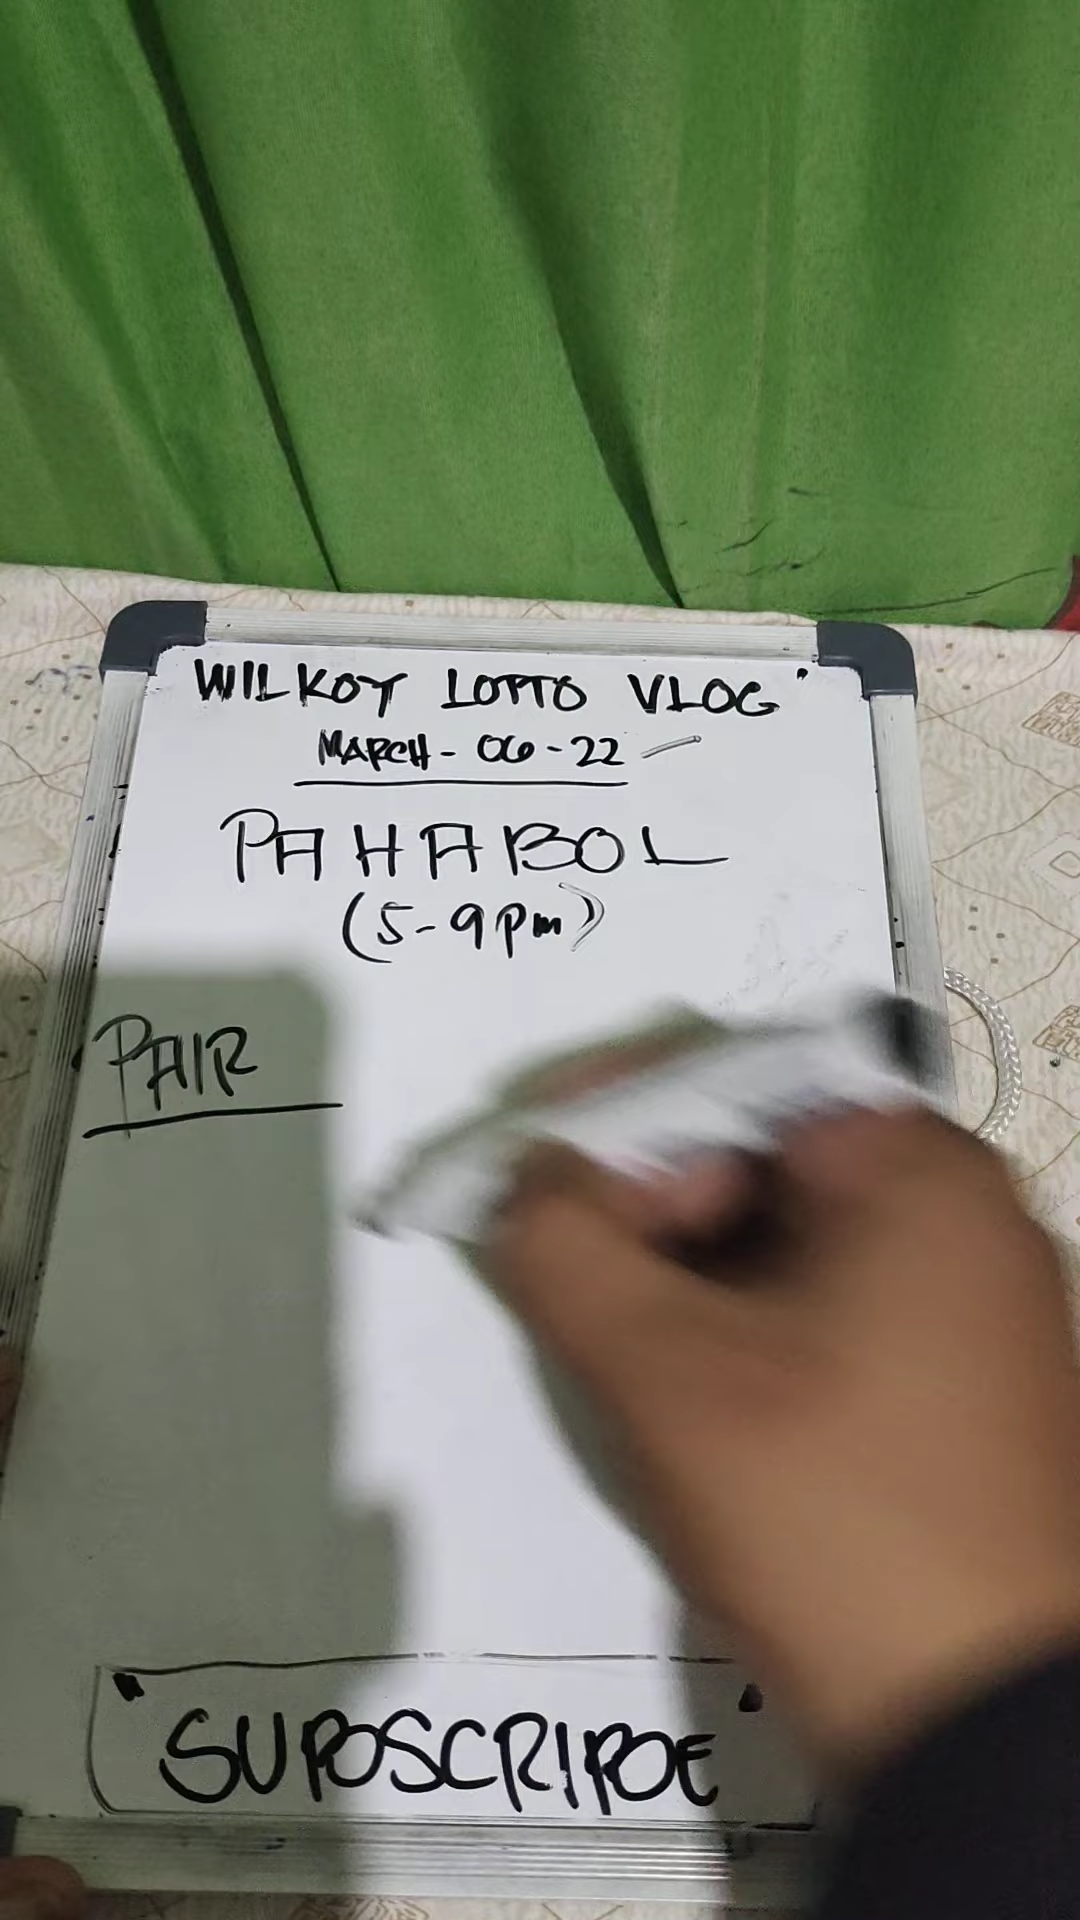 WILKOY LOTTO VLOG
MARCH - 06 - 22
PAHABOL
(5-9pm)
PAIR
"SUBSCRIBE"